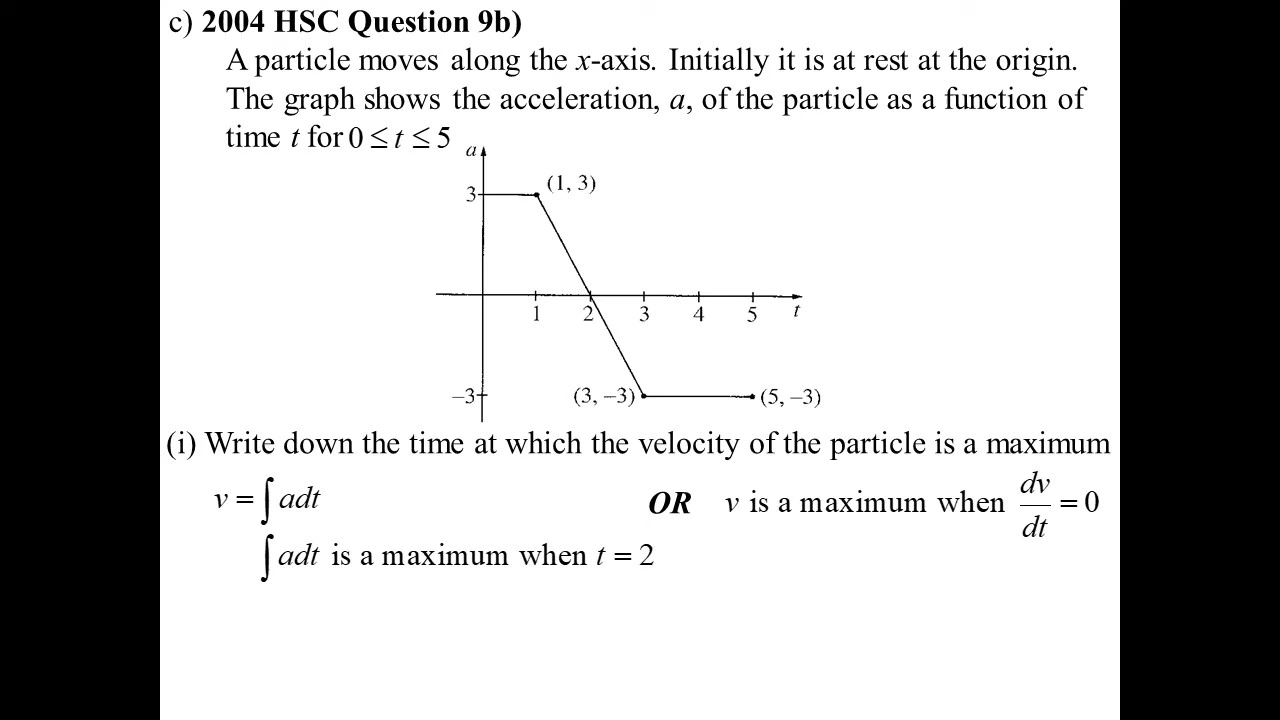 c) 2004 HSC Question 9b)
A particle moves along the x-axis. Initially it is at rest at the origin.
The graph shows the acceleration, a, of the particle as a function of
time t for 0 ≤ t ≤ 5
a
(1, 3)
3
1 2 3 4 5 t
–3
(3, –3)
(5, –3)
(i) Write down the time at which the velocity of the particle is a maximum
v = ∫ adt OR v is a maximum when dv/dt = 0
∫ adt is a maximum when t = 2